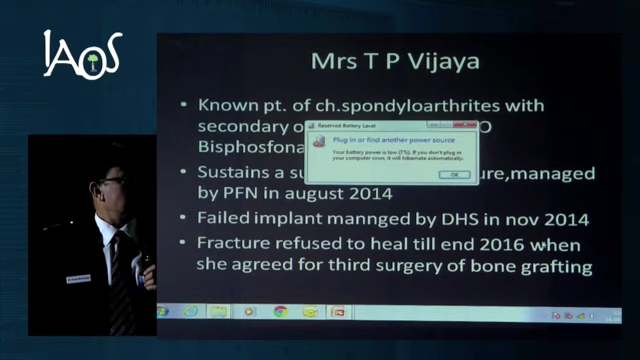 IAOS
Mrs T P Vijaya
• Known pt. of ch.spondyloarthrites with
secondary o
O
Bisphosfona
Reserved Battery Level
Plug in or find another power source
Your battery power is low (7%). If you don't plug in
your computer soon, it will hibernate automatically.
OK
• Sustains a su
ure,managed
by PFN in august 2014
• Failed implant mannged by DHS in nov 2014
• Fracture refused to heal till end 2016 when
she agreed for third surgery of bone grafting